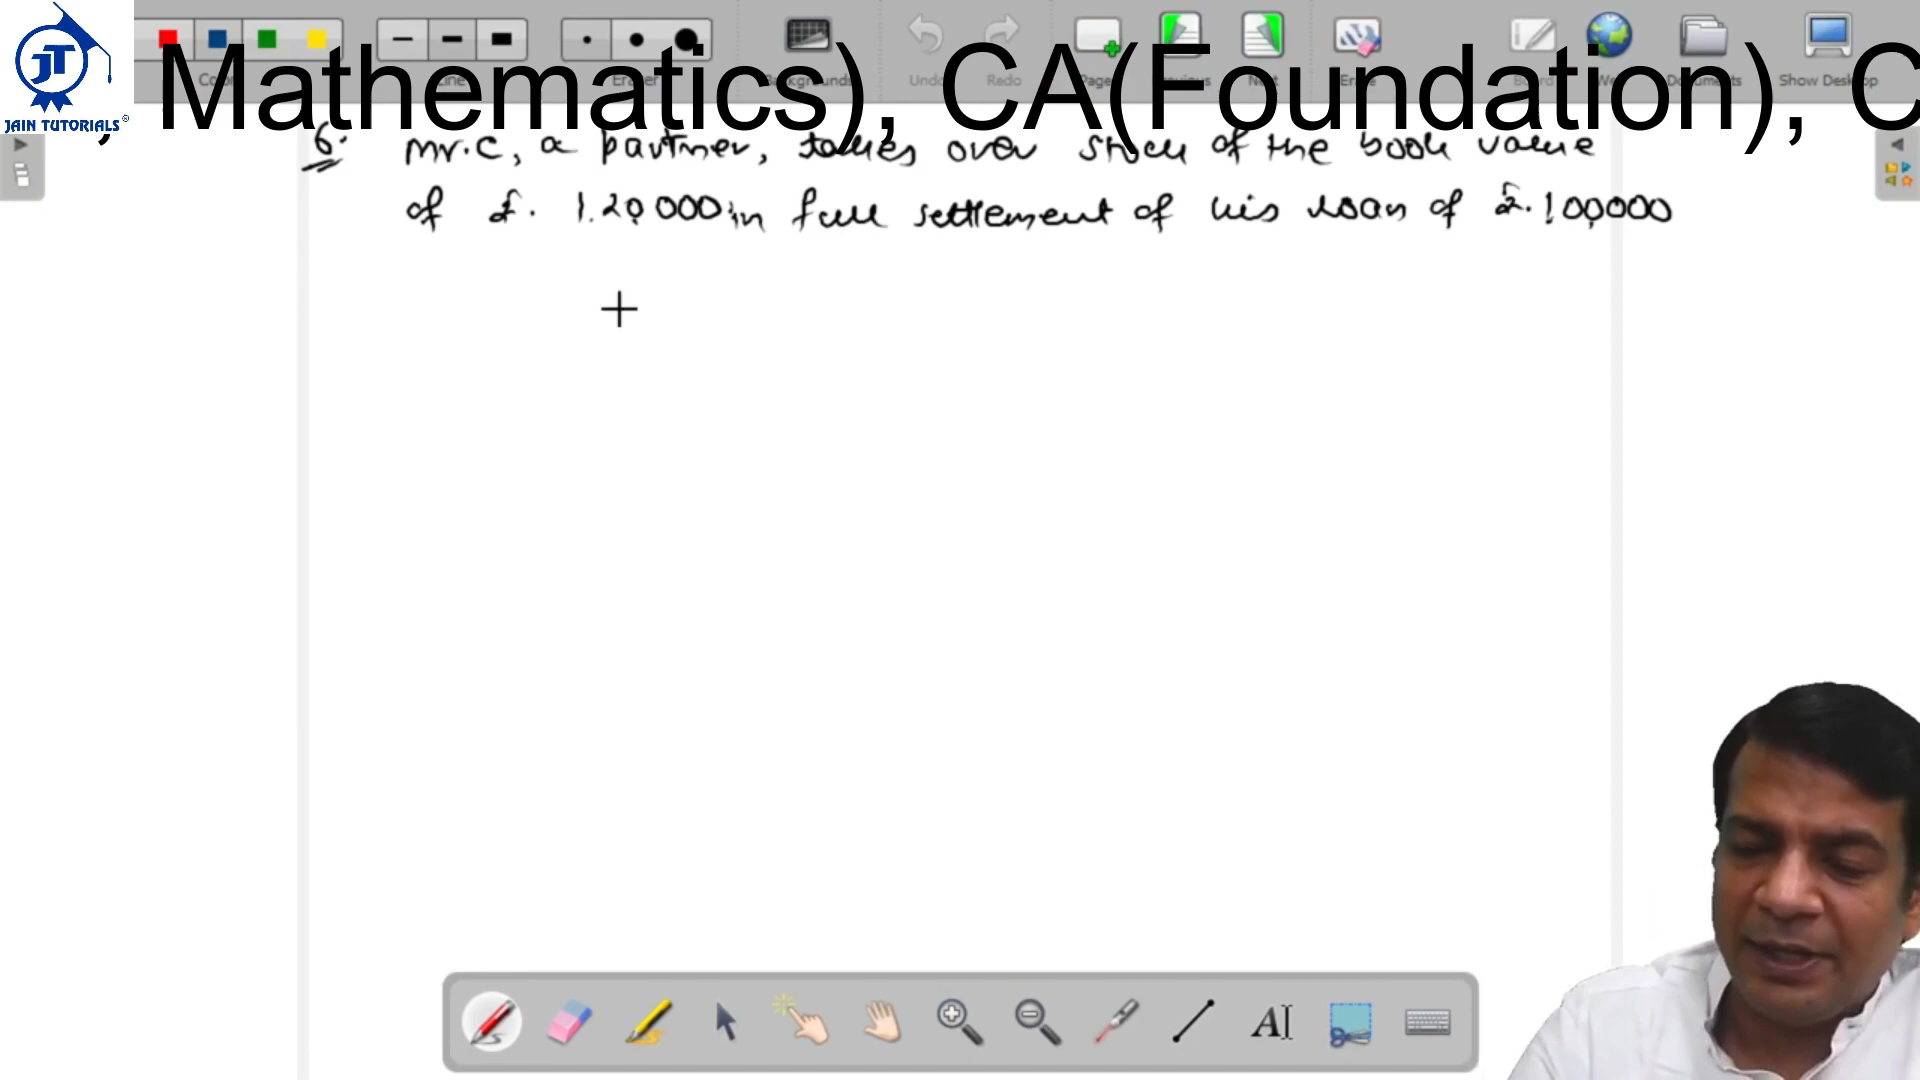 JT
JAIN TUTORIALS®
, Mathematics), CA(Foundation), C
Undo
Redo
Show Desktop
6. Mr. C, a partner, takes over stock of the book value
of ₹. 1,20,000 in full settlement of his loan of ₹. 1,00,000